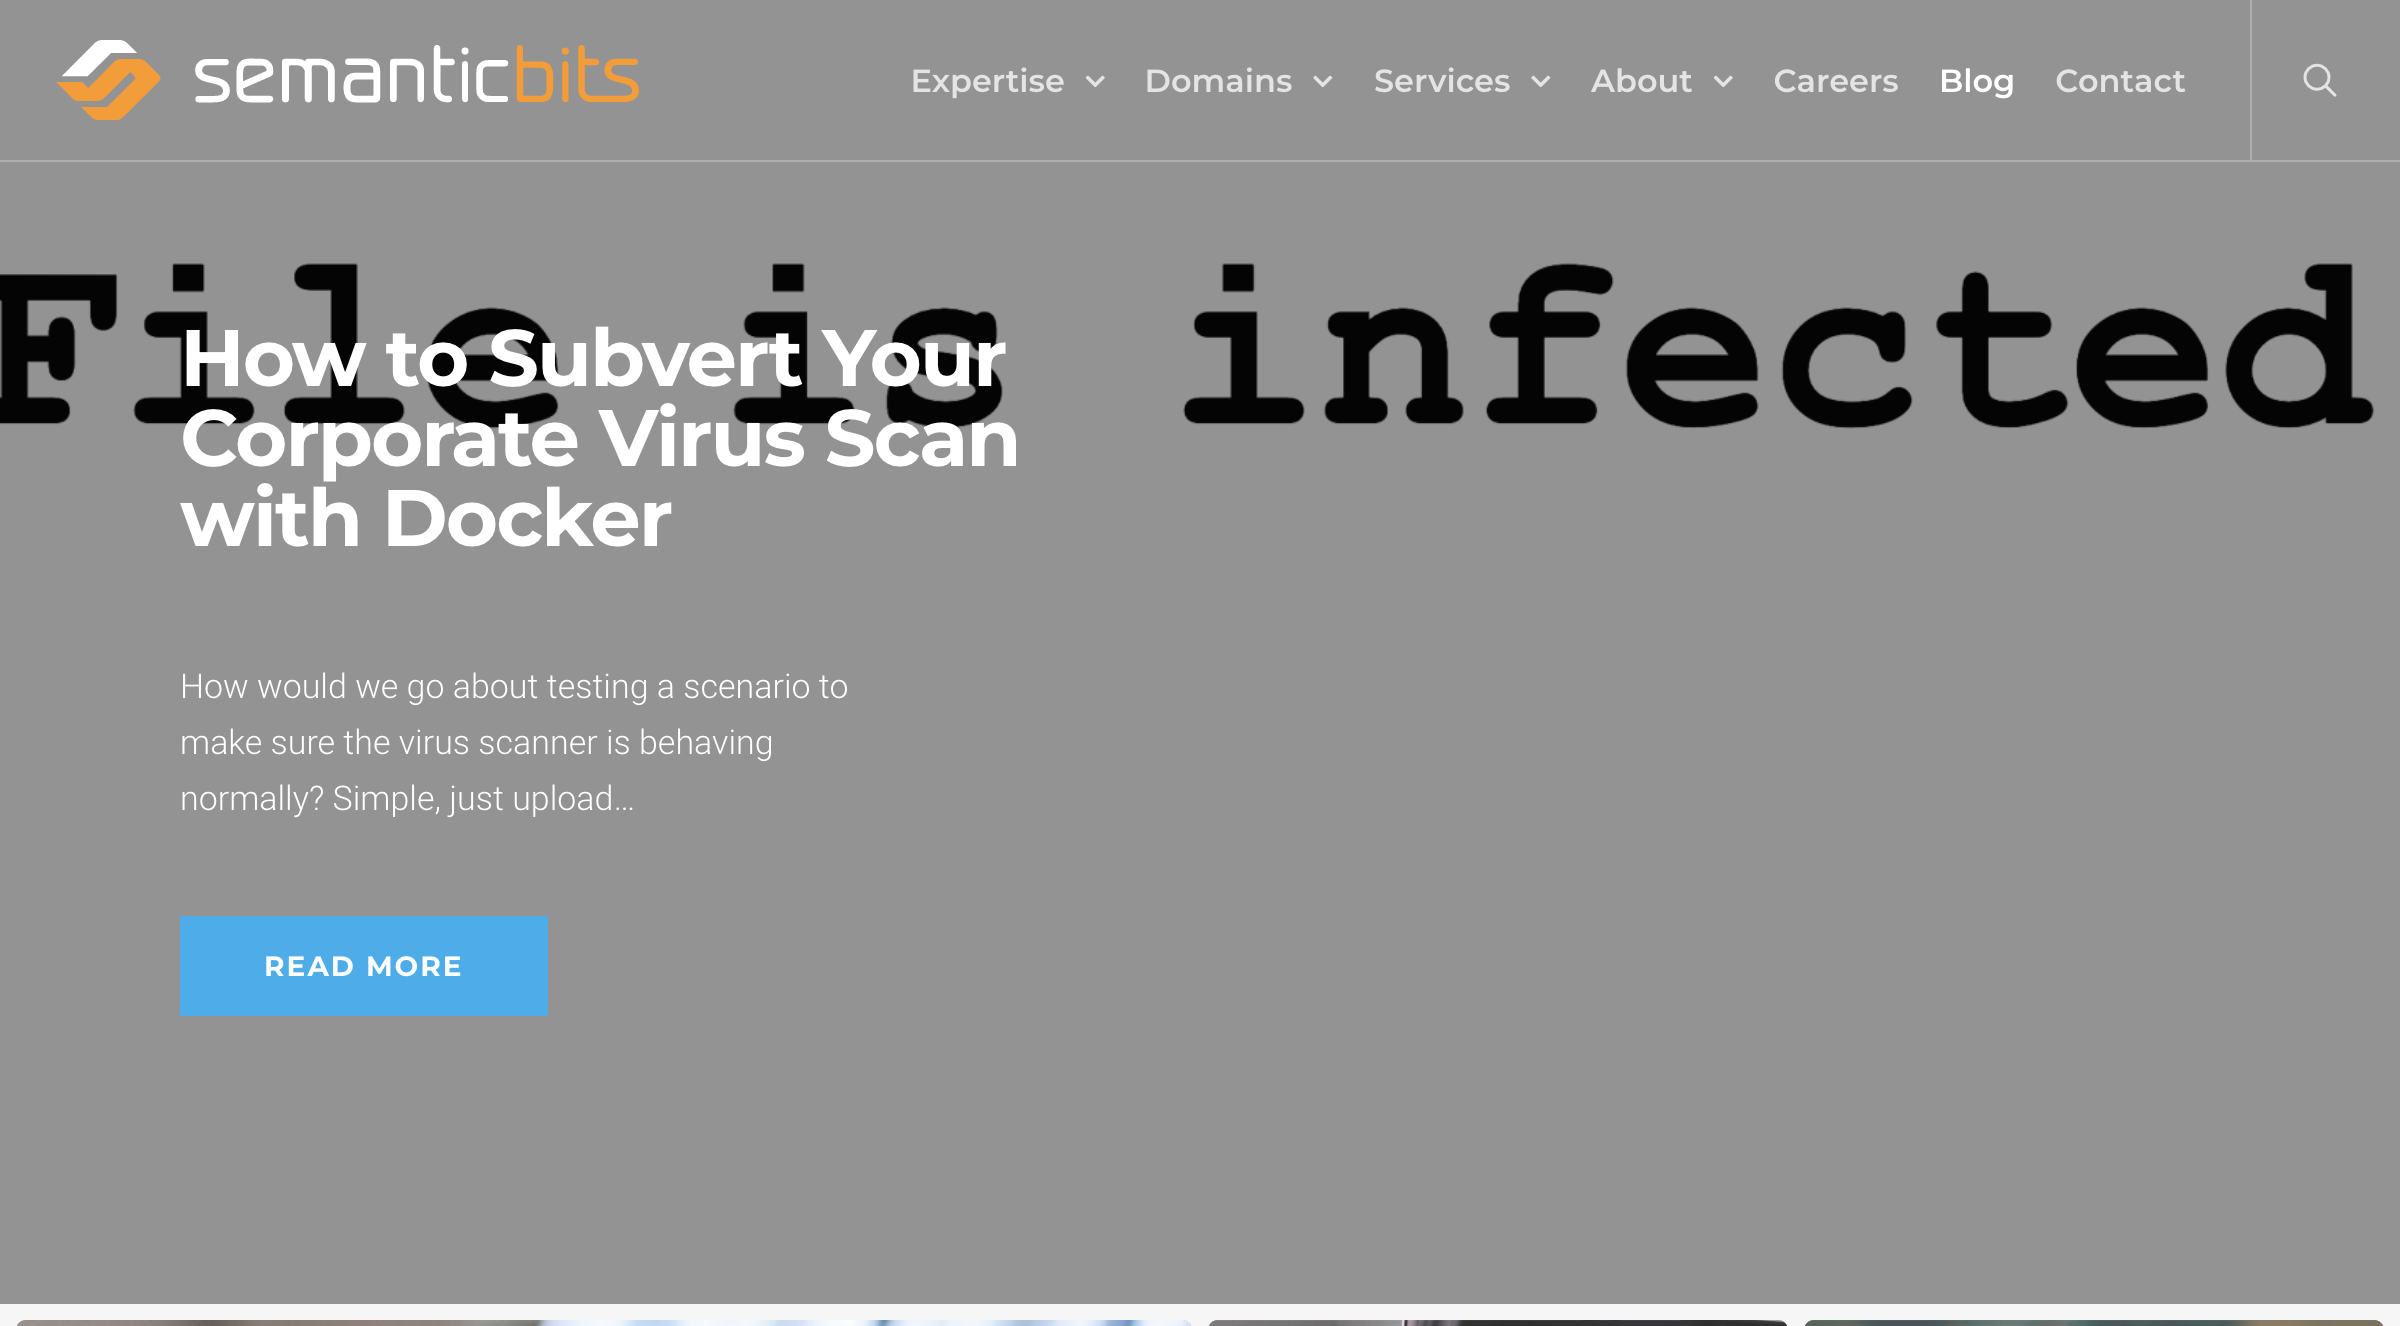 semanticbits
Expertise Domains Services About Careers Blog Contact
File is infected
How to Subvert Your
Corporate Virus Scan
with Docker
How would we go about testing a scenario to
make sure the virus scanner is behaving
normally? Simple, just upload...
READ MORE